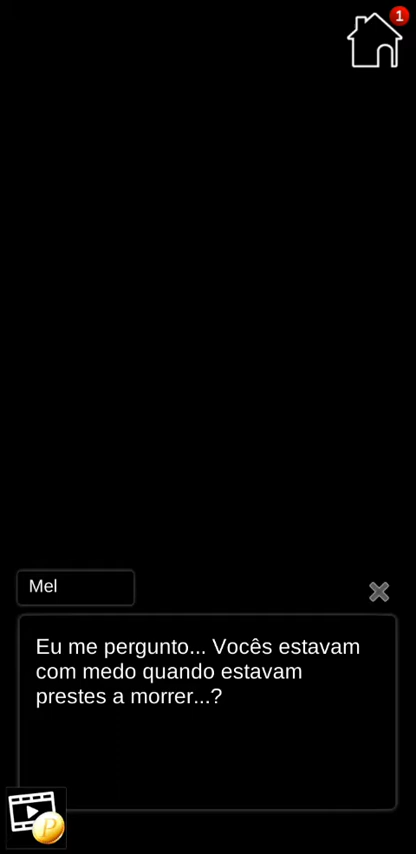 1
Mel
Eu me pergunto... Vocês estavam
com medo quando estavam
prestes a morrer...?
P